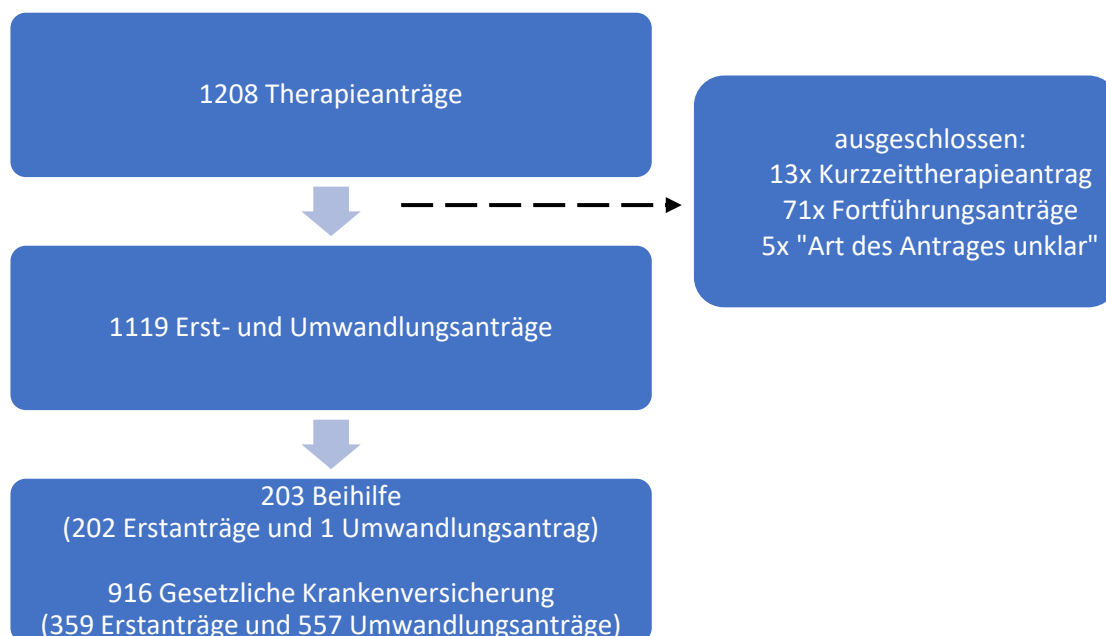 1208 Therapieanträge
ausgeschlossen:
13x Kurzzeittherapieantrag
71x Fortführungsanträge
5x "Art des Antrages unklar"
1119 Erst- und Umwandlungsanträge
203 Beihilfe
(202 Erstanträge und 1 Umwandlungsantrag)
916 Gesetzliche Krankenversicherung
(359 Erstanträge und 557 Umwandlungsanträge)